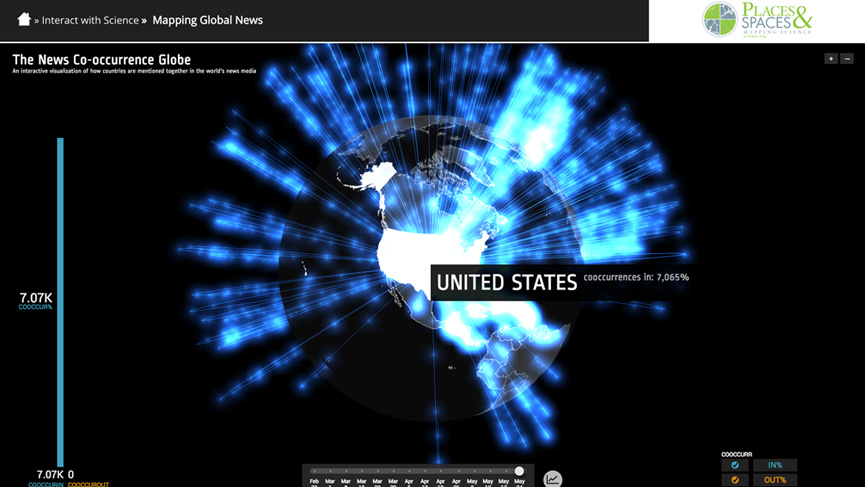 » Interact with Science » Mapping Global News
PLACES &
SPACES
MAPPING SCIENCE
The News Co-occurrence Globe
An interactive visualization of how countries are mentioned together in the world's news media
+ −
UNITED STATES cooccurrences in: 7,065%
7.07K
COOCCUR%
7.07K 0
COOCCURIN COOCCUROUT
Feb Mar Mar Mar Mar Apr Apr Apr Apr May May May May
COOCCURR
IN%
OUT%